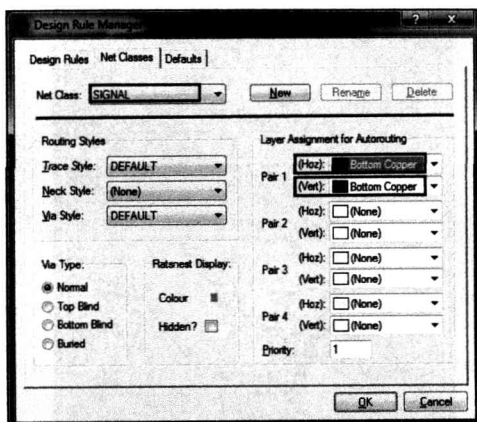 Design Rule Manager
? X
Design Rules Net Classes Defaults
Net Class: SIGNAL New Rename Delete
Routing Styles
Trace Style: DEFAULT
Neck Style: (None)
Via Style: DEFAULT
Via Type:
Normal
Top Blind
Bottom Blind
Buried
Ratsnest Display:
Colour
Hidden?
Layer Assignment for Autorouting
Pair 1 (Hoz): Bottom Copper
(Vert): Bottom Copper
Pair 2 (Hoz): (None)
(Vert): (None)
Pair 3 (Hoz): (None)
(Vert): (None)
Pair 4 (Hoz): (None)
(Vert): (None)
Priority: 1
OK Cancel